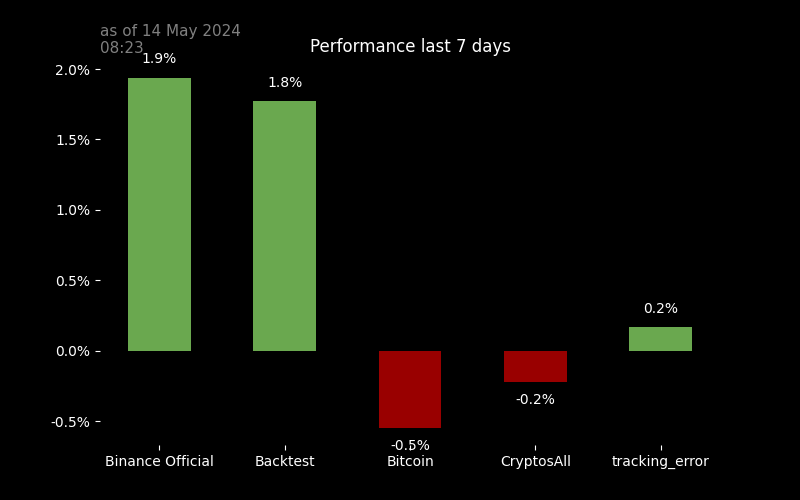 as of 14 May 2024
08:23
Performance last 7 days
2.0%
1.5%
1.0%
0.5%
0.0%
-0.5%
1.9%
1.8%
-0.5%
-0.2%
0.2%
Binance Official
Backtest
Bitcoin
CryptosAll
tracking_error